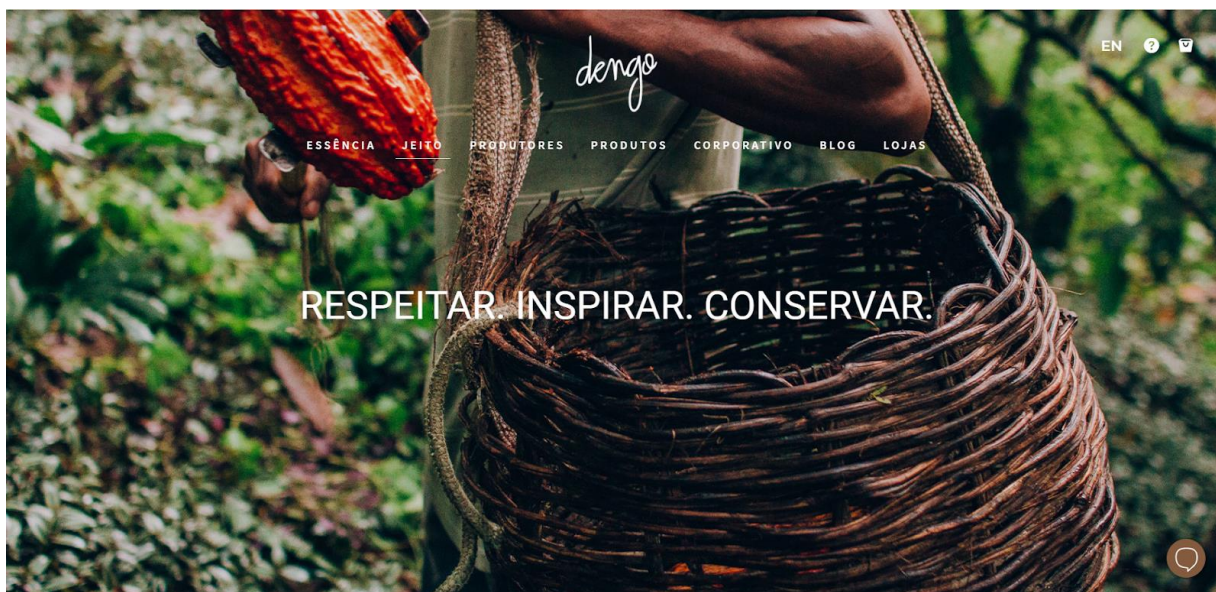 dengo
EN
ESSÊNCIA JEITO PRODUTORES PRODUTOS CORPORATIVO BLOG LOJAS
RESPEITAR. INSPIRAR. CONSERVAR.